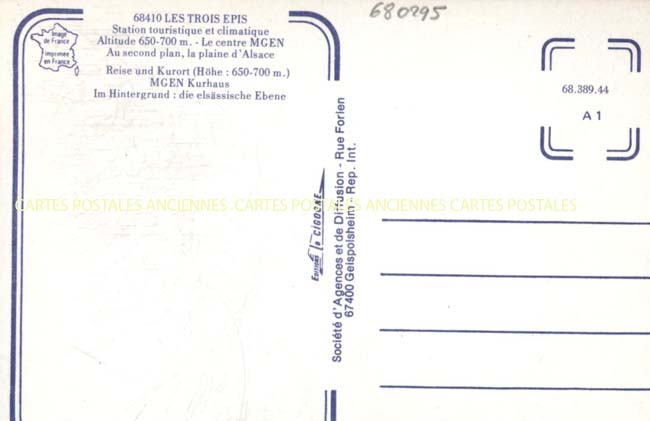 68410 LES TROIS EPIS
Station touristique et climatique
Altitude 650-700 m. - Le centre MGEN
Au second plan, la plaine d'Alsace
Reise und Kurort (Höhe : 650-700 m.)
MGEN Kurhaus
Im Hintergrund : die elsässische Ebene
Image
de France
imprimée
en France
680295
68.389.44
A 1
Editions la CIGOGNE
Société d'Agences et de Diffusion - Rue Forlen
67400 Geispolsheim - Rep. Int.
CARTES POSTALES ANCIENNES CARTES POSTALES ANCIENNES CARTES POSTALES